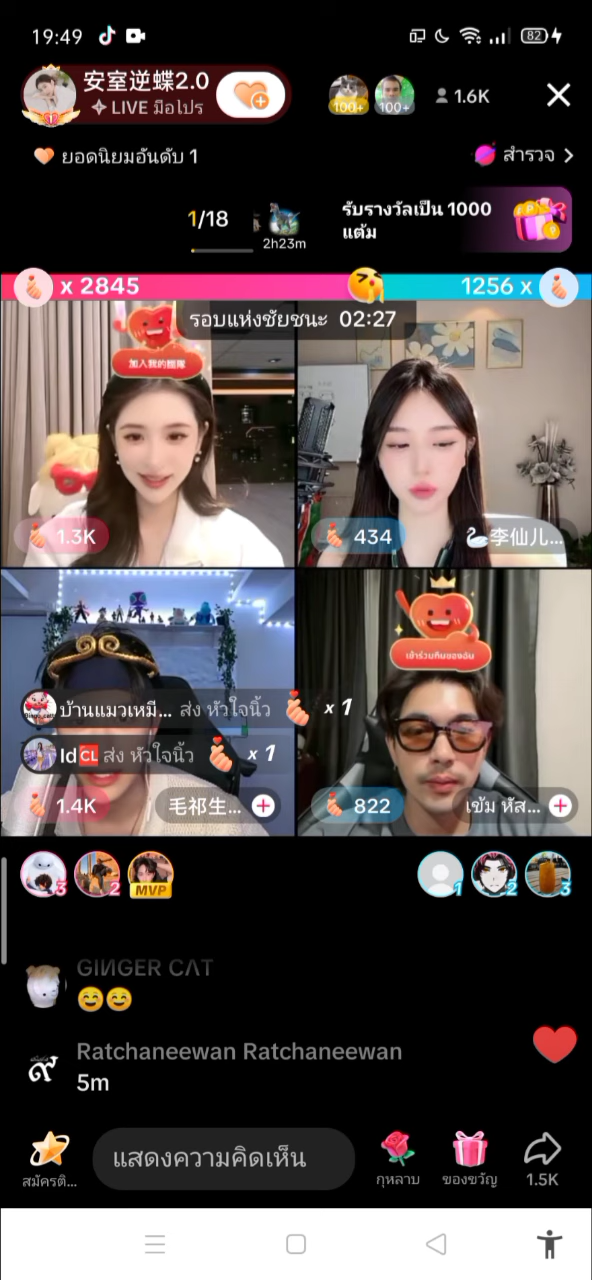 19:49
82
安室逆蝶2.0
LIVE มือโปร
100+
100+
1.6K
ยอดนิยมอันดับ 1
สำรวจ
1/18
2h23m
รับรางวัลเป็น 1000
แต้ม
x 2845
1256 x
รอบแห่งชัยชนะ 02:27
加入我的團隊
1.3K
434
李仙儿...
เข้าร่วมทีมของฉัน
บ้านแมวเหมี... ส่ง หัวใจนิ้ว x 1
Id CL ส่ง หัวใจนิ้ว x 1
1.4K
毛祁生...
822
เข้ม หัส...
3
2
MVP
1
2
3
GIИGER CΛT
Ratchaneewan Ratchaneewan
5m
แสดงความคิดเห็น
สมัครติ...
กุหลาบ
ของขวัญ
1.5K